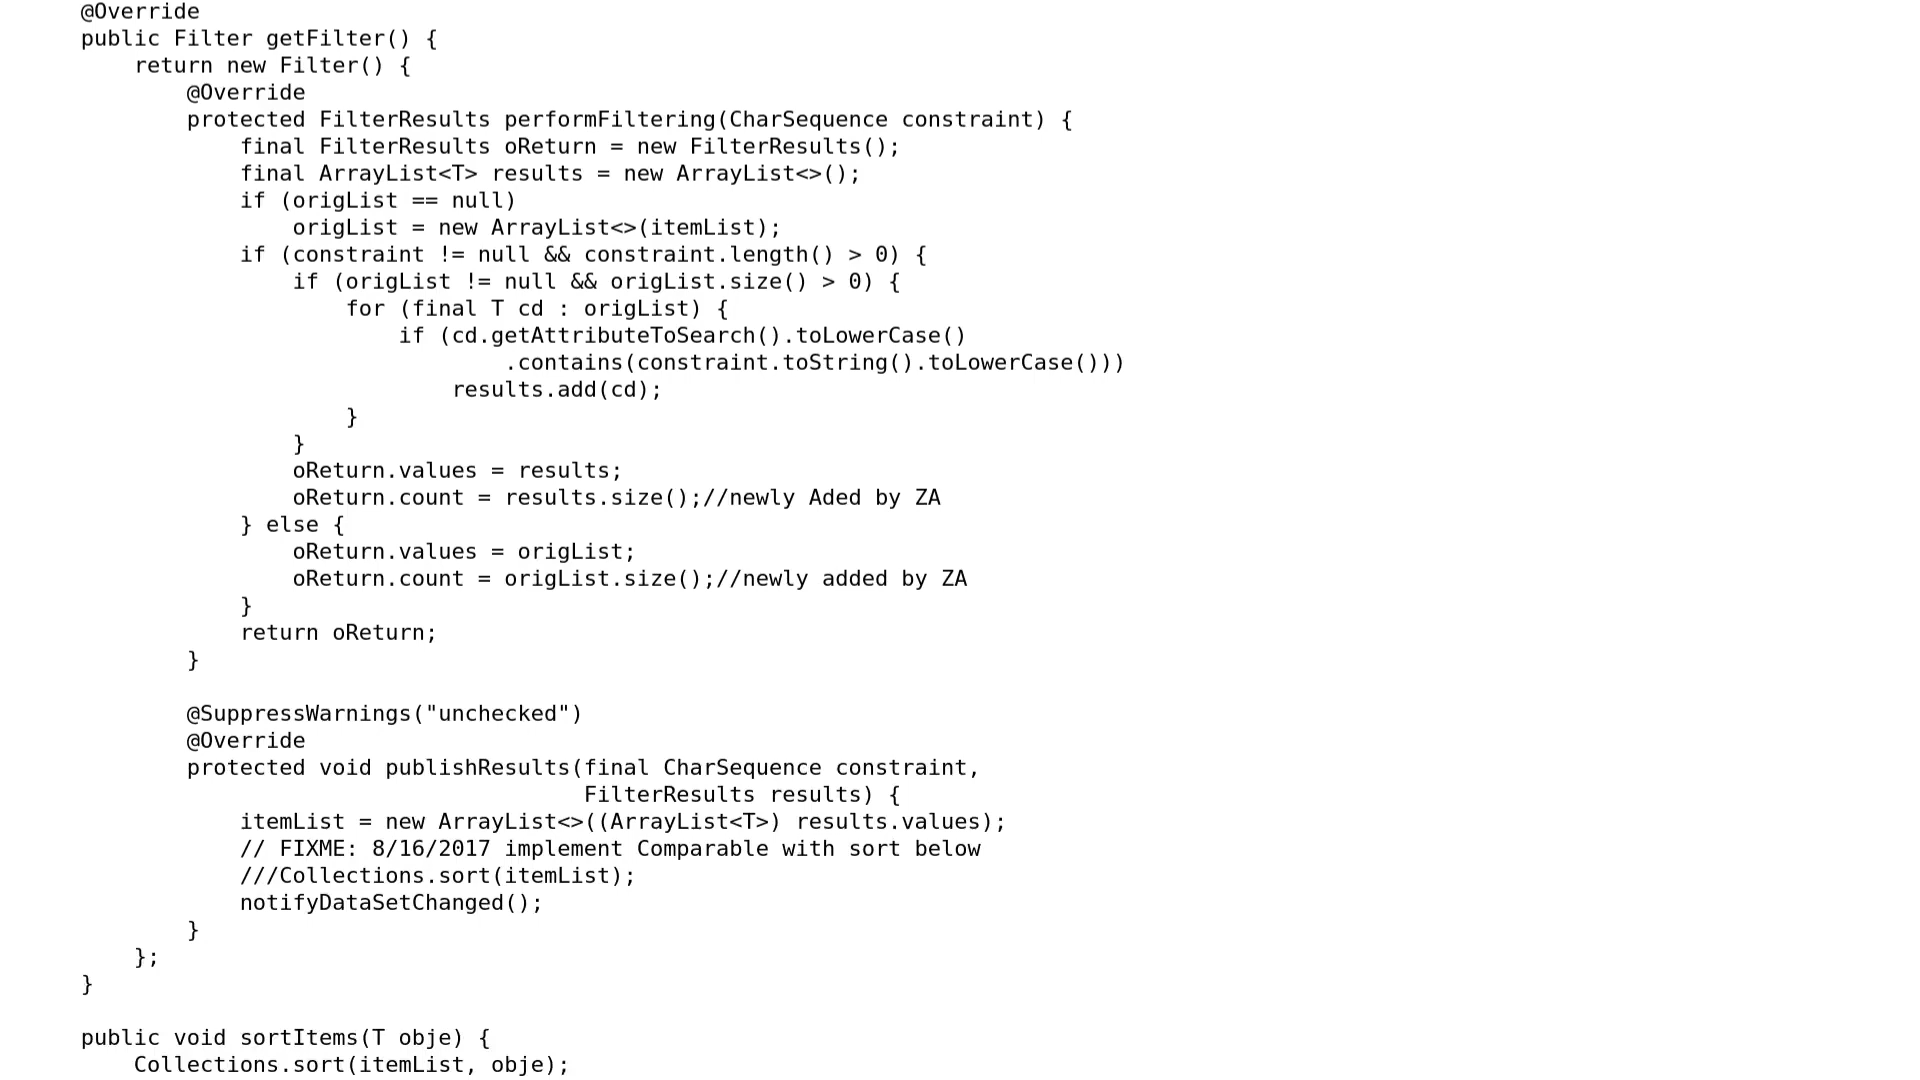 @Override
public Filter getFilter() {
    return new Filter() {
        @Override
        protected FilterResults performFiltering(CharSequence constraint) {
            final FilterResults oReturn = new FilterResults();
            final ArrayList<T> results = new ArrayList<>();
            if (origList == null)
                origList = new ArrayList<>(itemList);
            if (constraint != null && constraint.length() > 0) {
                if (origList != null && origList.size() > 0) {
                    for (final T cd : origList) {
                        if (cd.getAttributeToSearch().toLowerCase()
                                .contains(constraint.toString().toLowerCase()))
                            results.add(cd);
                    }
                }
                oReturn.values = results;
                oReturn.count = results.size();//newly Aded by ZA
            } else {
                oReturn.values = origList;
                oReturn.count = origList.size();//newly added by ZA
            }
            return oReturn;
        }

        @SuppressWarnings("unchecked")
        @Override
        protected void publishResults(final CharSequence constraint,
                                      FilterResults results) {
            itemList = new ArrayList<>((ArrayList<T>) results.values);
            // FIXME: 8/16/2017 implement Comparable with sort below
            ///Collections.sort(itemList);
            notifyDataSetChanged();
        }
    };
}

public void sortItems(T obje) {
    Collections.sort(itemList, obje);